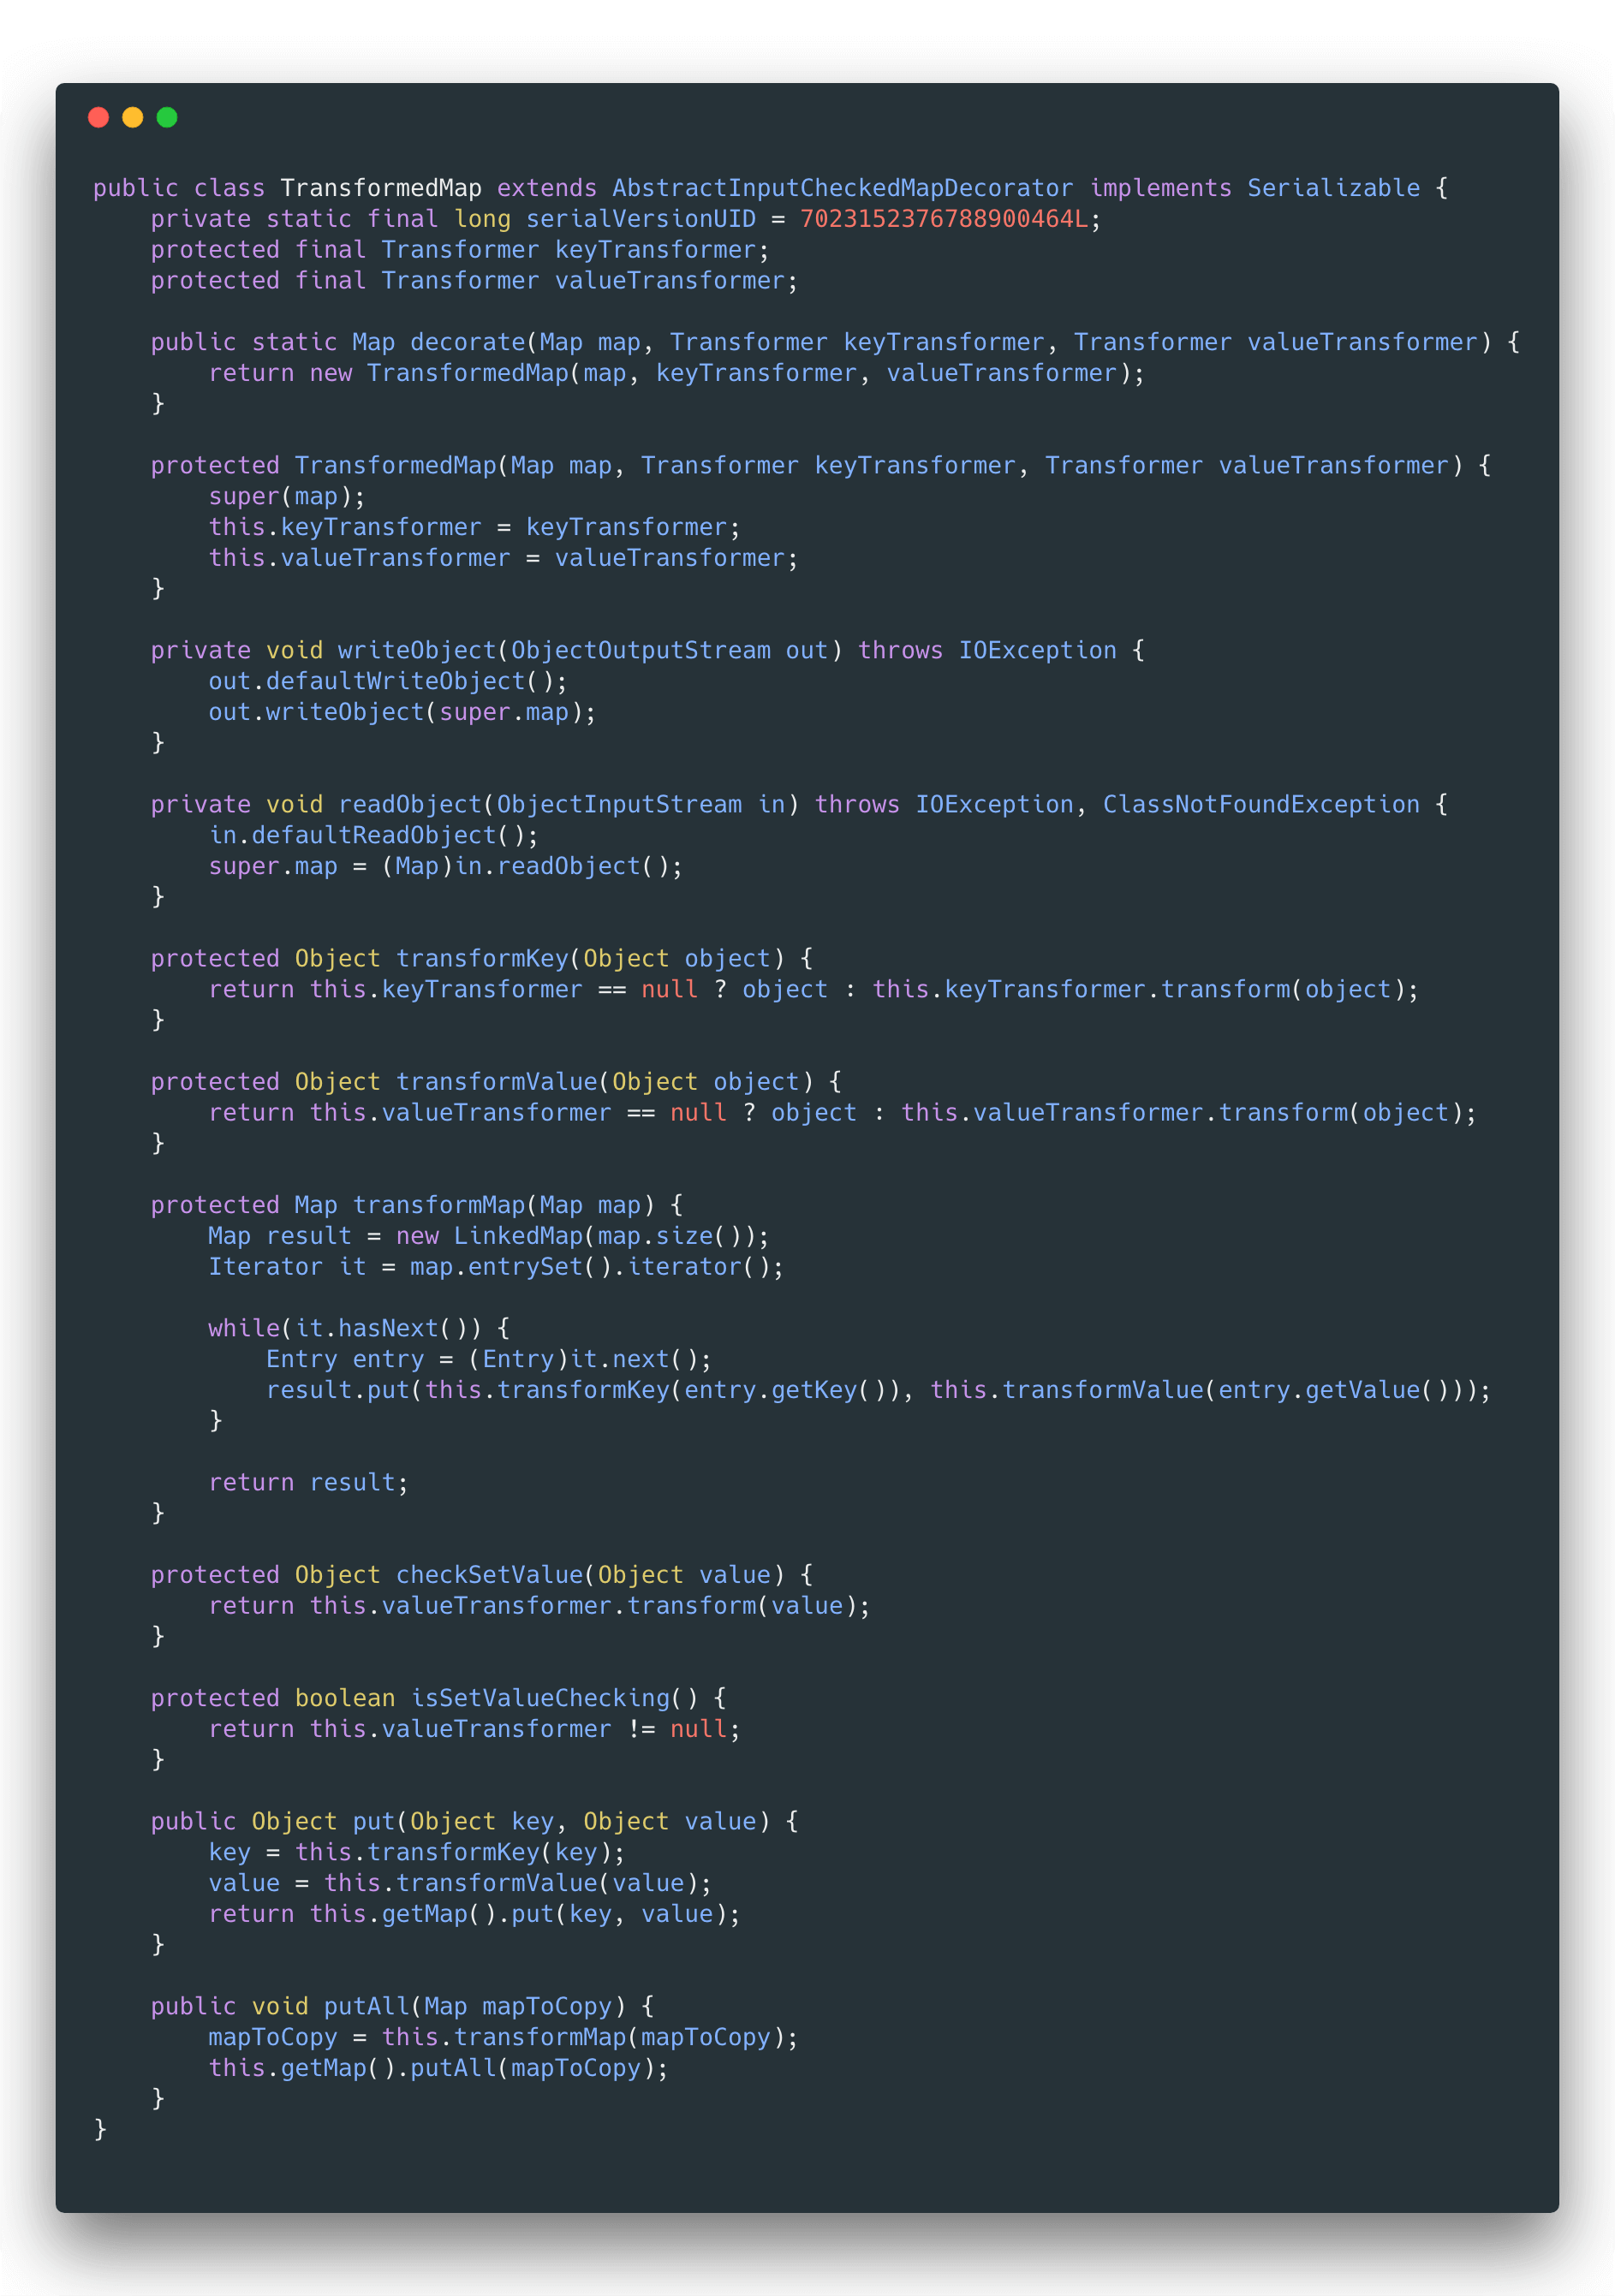 public class TransformedMap extends AbstractInputCheckedMapDecorator implements Serializable {
    private static final long serialVersionUID = 7023152376788900464L;
    protected final Transformer keyTransformer;
    protected final Transformer valueTransformer;

    public static Map decorate(Map map, Transformer keyTransformer, Transformer valueTransformer) {
        return new TransformedMap(map, keyTransformer, valueTransformer);
    }

    protected TransformedMap(Map map, Transformer keyTransformer, Transformer valueTransformer) {
        super(map);
        this.keyTransformer = keyTransformer;
        this.valueTransformer = valueTransformer;
    }

    private void writeObject(ObjectOutputStream out) throws IOException {
        out.defaultWriteObject();
        out.writeObject(super.map);
    }

    private void readObject(ObjectInputStream in) throws IOException, ClassNotFoundException {
        in.defaultReadObject();
        super.map = (Map)in.readObject();
    }

    protected Object transformKey(Object object) {
        return this.keyTransformer == null ? object : this.keyTransformer.transform(object);
    }

    protected Object transformValue(Object object) {
        return this.valueTransformer == null ? object : this.valueTransformer.transform(object);
    }

    protected Map transformMap(Map map) {
        Map result = new LinkedMap(map.size());
        Iterator it = map.entrySet().iterator();

        while(it.hasNext()) {
            Entry entry = (Entry)it.next();
            result.put(this.transformKey(entry.getKey()), this.transformValue(entry.getValue()));
        }

        return result;
    }

    protected Object checkSetValue(Object value) {
        return this.valueTransformer.transform(value);
    }

    protected boolean isSetValueChecking() {
        return this.valueTransformer != null;
    }

    public Object put(Object key, Object value) {
        key = this.transformKey(key);
        value = this.transformValue(value);
        return this.getMap().put(key, value);
    }

    public void putAll(Map mapToCopy) {
        mapToCopy = this.transformMap(mapToCopy);
        this.getMap().putAll(mapToCopy);
    }
}